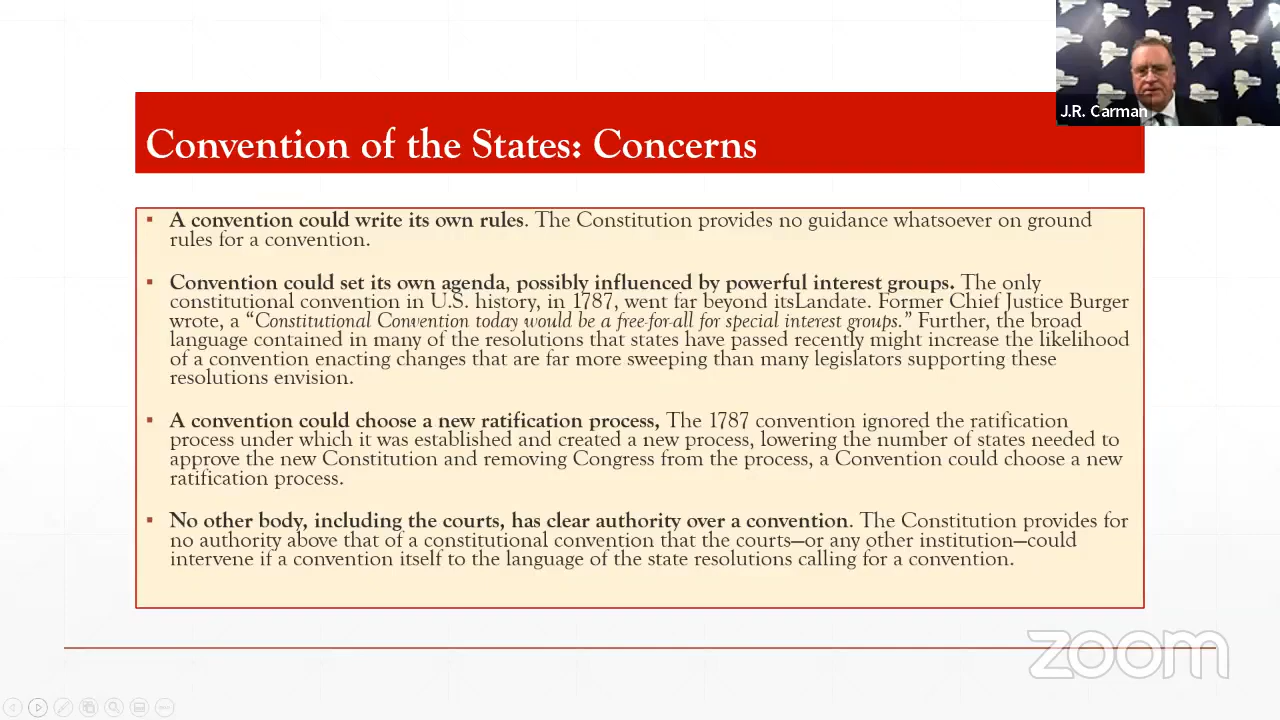 J.R. Carman
Convention of the States: Concerns
▪ A convention could write its own rules. The Constitution provides no guidance whatsoever on ground
rules for a convention.
▪ Convention could set its own agenda, possibly influenced by powerful interest groups. The only
constitutional convention in U.S. history, in 1787, went far beyond itsLandate. Former Chief Justice Burger
wrote, a “Constitutional Convention today would be a free-for-all for special interest groups.” Further, the broad
language contained in many of the resolutions that states have passed recently might increase the likelihood
of a convention enacting changes that are far more sweeping than many legislators supporting these
resolutions envision.
▪ A convention could choose a new ratification process, The 1787 convention ignored the ratification
process under which it was established and created a new process, lowering the number of states needed to
approve the new Constitution and removing Congress from the process, a Convention could choose a new
ratification process.
▪ No other body, including the courts, has clear authority over a convention. The Constitution provides for
no authority above that of a constitutional convention that the courts—or any other institution—could
intervene if a convention itself to the language of the state resolutions calling for a convention.
zoom